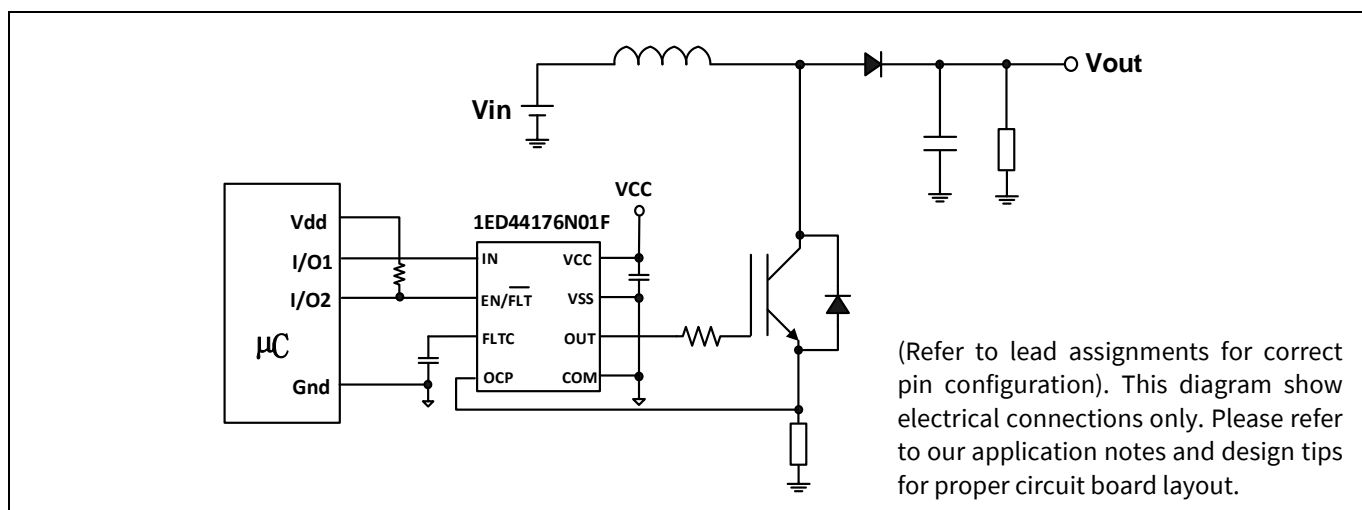 Vout
Vin
VCC
1ED44176N01F
Vdd
I/O1
I/O2
μC
Gnd
IN
EN/FLT
FLTC
OCP
VCC
VSS
OUT
COM
(Refer to lead assignments for correct
pin configuration). This diagram show
electrical connections only. Please refer
to our application notes and design tips
for proper circuit board layout.